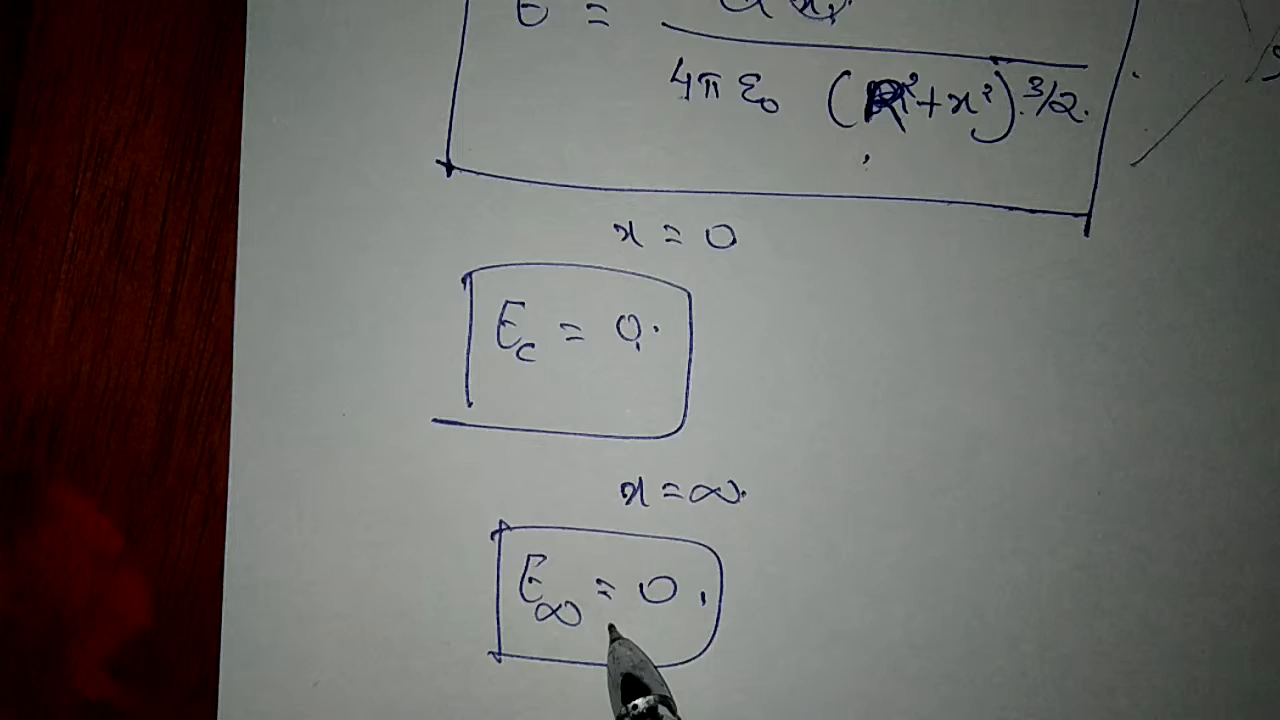 E = Q x
4π ε₀ (R²+x²)^3/2.
x = 0
E_c = 0.
x = ∞.
E_∞ = 0.